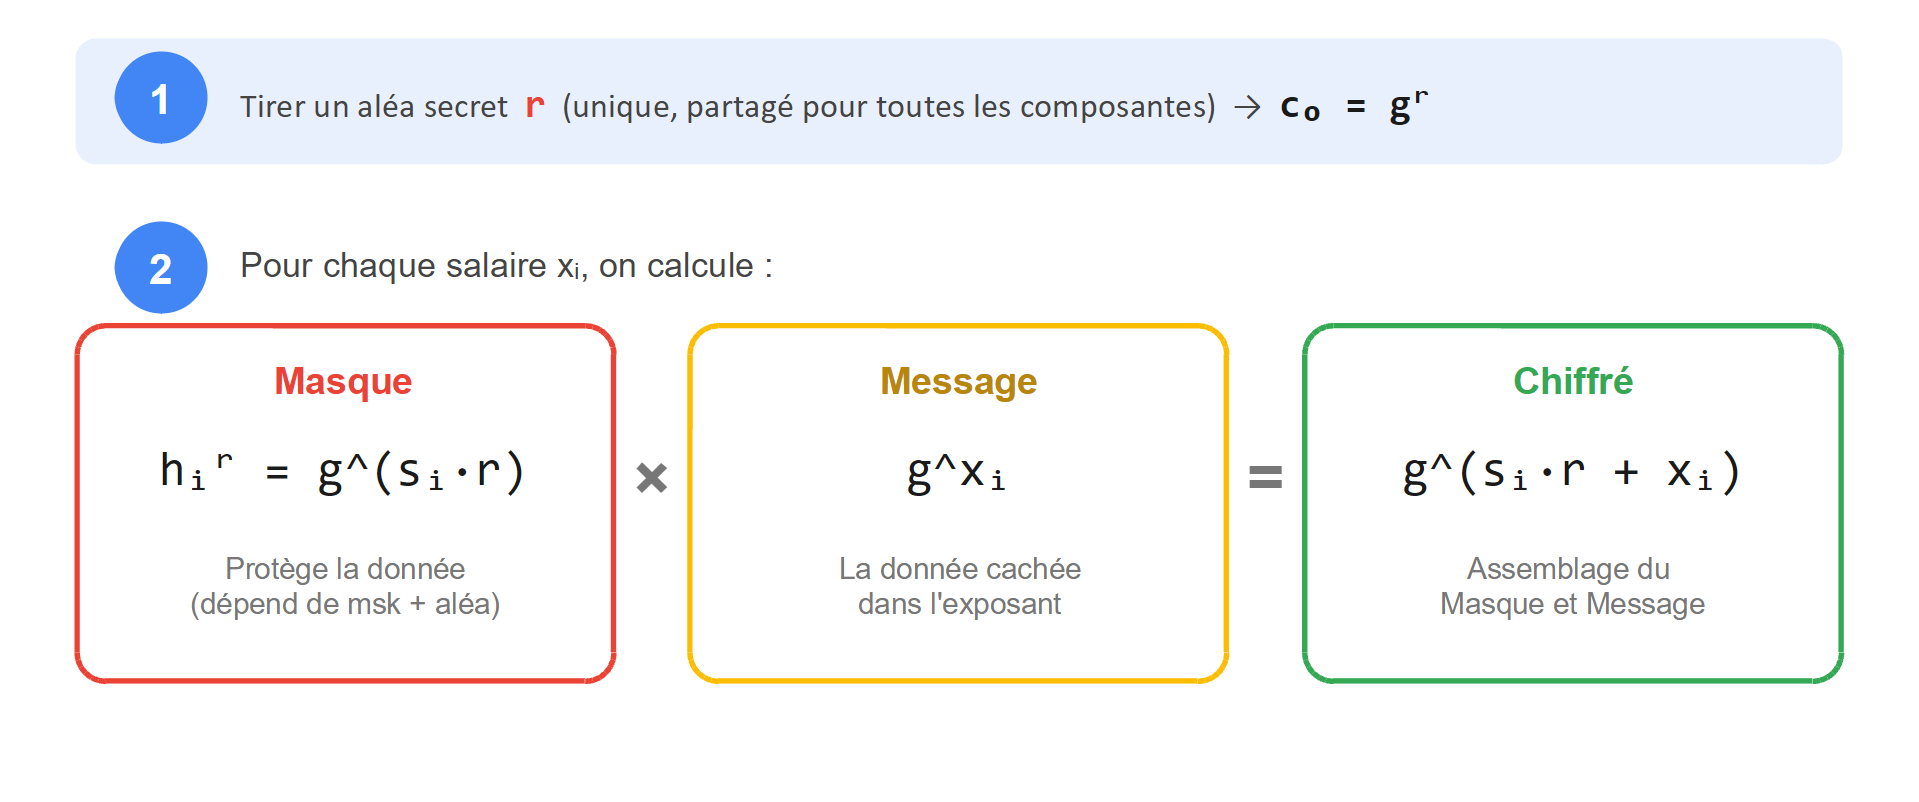 1
Tirer un aléa secret r (unique, partagé pour toutes les composantes) → c₀ = gʳ
2
Pour chaque salaire xᵢ, on calcule :
Masque
hᵢʳ = g^(sᵢ·r)
Protège la donnée
(dépend de msk + aléa)
×
Message
g^xᵢ
La donnée cachée
dans l'exposant
=
Chiffré
g^(sᵢ·r + xᵢ)
Assemblage du
Masque et Message